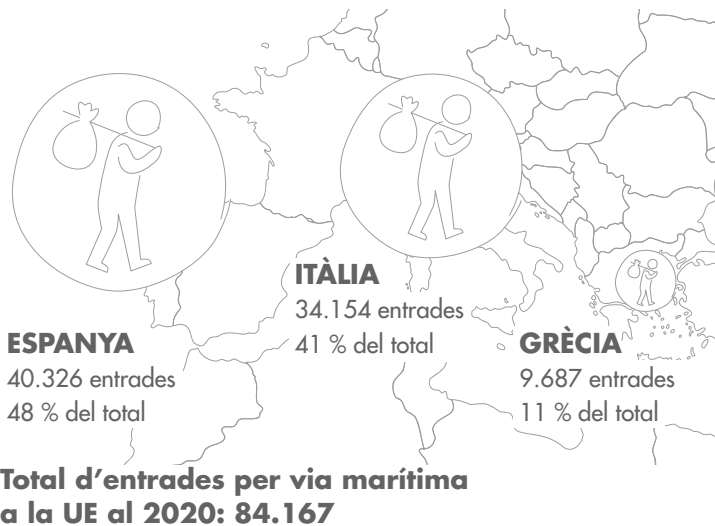 ITÀLIA
34.154 entrades
41 % del total
ESPANYA
40.326 entrades
48 % del total
GRÈCIA
9.687 entrades
11 % del total
Total d’entrades per via marítima
a la UE al 2020: 84.167